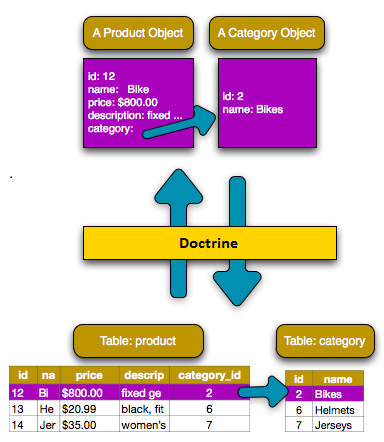 A Product Object
A Category Object
id: 12
name: Bike
price: $800.00
description: fixed ...
category:
id: 2
name: Bikes
Doctrine
Table: product
Table: category
id na price descrip category_id
12 Bi $800.00 fixed ge 2
13 He $20.99 black, fit 6
14 Jer $35.00 women's 7
id name
2 Bikes
6 Helmets
7 Jerseys